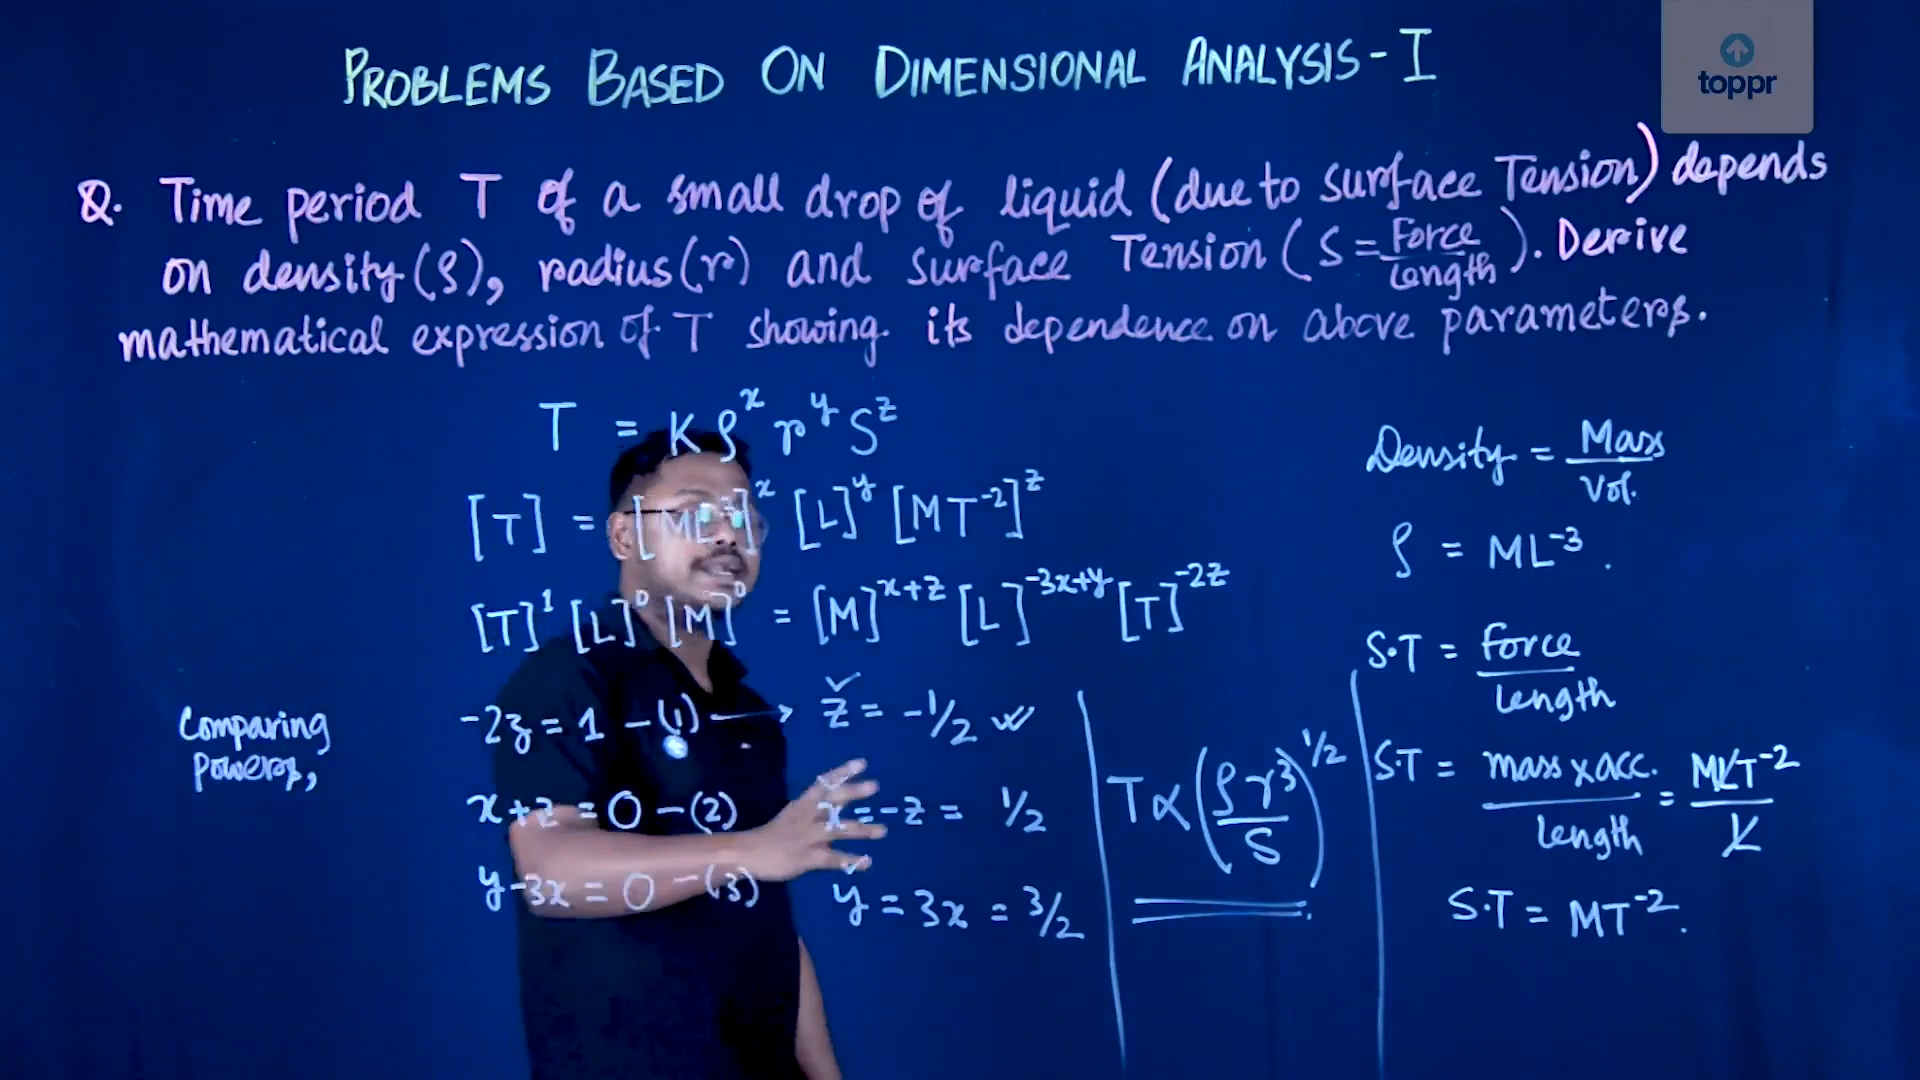 PROBLEMS BASED ON DIMENSIONAL ANALYSIS - I
toppr
Q. Time period T of a small drop of liquid (due to surface Tension) depends
on density (ρ), radius (r) and surface Tension (S = Force/Length). Derive
mathematical expression of T showing its dependence on above parameters.
T = K ρ^x r^y S^z
[T] = [ML^-3]^x [L]^y [MT^-2]^z
[T]^1 [L]^0 [M]^0 = [M]^x+z [L]^-3x+y [T]^-2z
Comparing
Powers,
-2z = 1 - (1) → z = -1/2
x + z = 0 - (2) x = -z = 1/2
y - 3x = 0 - (3) y = 3x = 3/2
T ∝ (ρ r^3 / S)^1/2
Density = Mass/Vol.
ρ = ML^-3.
S.T = force/length
S.T = mass x acc./length = MLT^-2/L
S.T = MT^-2.